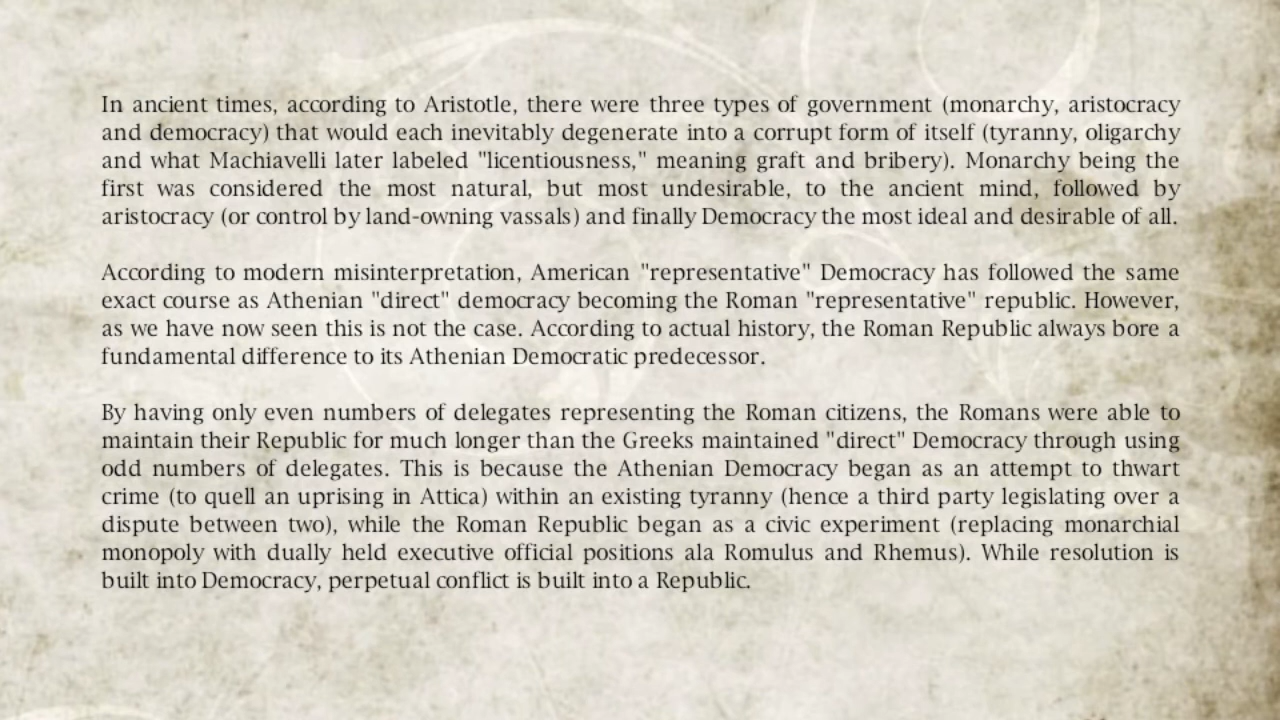 In ancient times, according to Aristotle, there were three types of government (monarchy, aristocracy
and democracy) that would each inevitably degenerate into a corrupt form of itself (tyranny, oligarchy
and what Machiavelli later labeled "licentiousness," meaning graft and bribery). Monarchy being the
first was considered the most natural, but most undesirable, to the ancient mind, followed by
aristocracy (or control by land-owning vassals) and finally Democracy the most ideal and desirable of all.
According to modern misinterpretation, American "representative" Democracy has followed the same
exact course as Athenian "direct" democracy becoming the Roman "representative" republic. However,
as we have now seen this is not the case. According to actual history, the Roman Republic always bore a
fundamental difference to its Athenian Democratic predecessor.
By having only even numbers of delegates representing the Roman citizens, the Romans were able to
maintain their Republic for much longer than the Greeks maintained "direct" Democracy through using
odd numbers of delegates. This is because the Athenian Democracy began as an attempt to thwart
crime (to quell an uprising in Attica) within an existing tyranny (hence a third party legislating over a
dispute between two), while the Roman Republic began as a civic experiment (replacing monarchial
monopoly with dually held executive official positions ala Romulus and Rhemus). While resolution is
built into Democracy, perpetual conflict is built into a Republic.